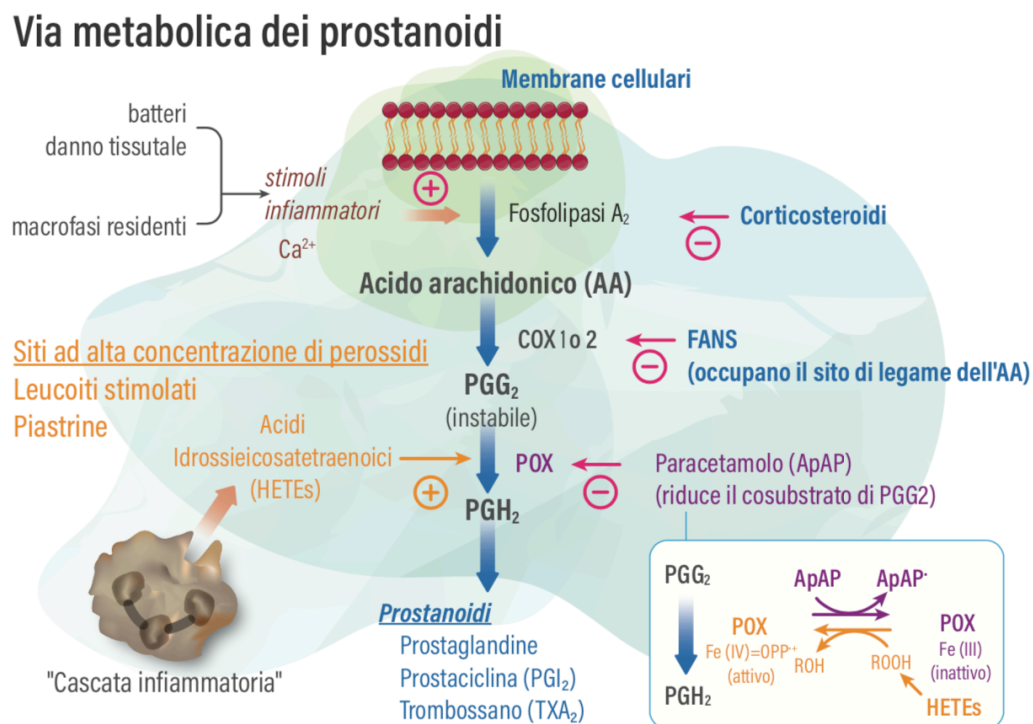 Via metabolica dei prostanoidi
Membrane cellulari
batteri
danno tissutale
macrofasi residenti
stimoli
infiammatori
Ca²⁺
+
Fosfolipasi A₂
−
Corticosteroidi
Acido arachidonico (AA)
COX 1 o 2
−
FANS
(occupano il sito di legame dell'AA)
Siti ad alta concentrazione di perossidi
Leucoiti stimolati
Piastrine
PGG₂
(instabile)
Acidi
Idrossieicosatetraenoici
(HETEs)
+
POX
−
Paracetamolo (ApAP)
(riduce il cosubstrato di PGG2)
PGH₂
"Cascata infiammatoria"
Prostanoidi
Prostaglandine
Prostaciclina (PGI₂)
Trombossano (TXA₂)
PGG₂
PGH₂
ApAP
ApAP·
POX
Fe (IV)=OPP·⁺
(attivo)
ROH
ROOH
POX
Fe (III)
(inattivo)
HETEs